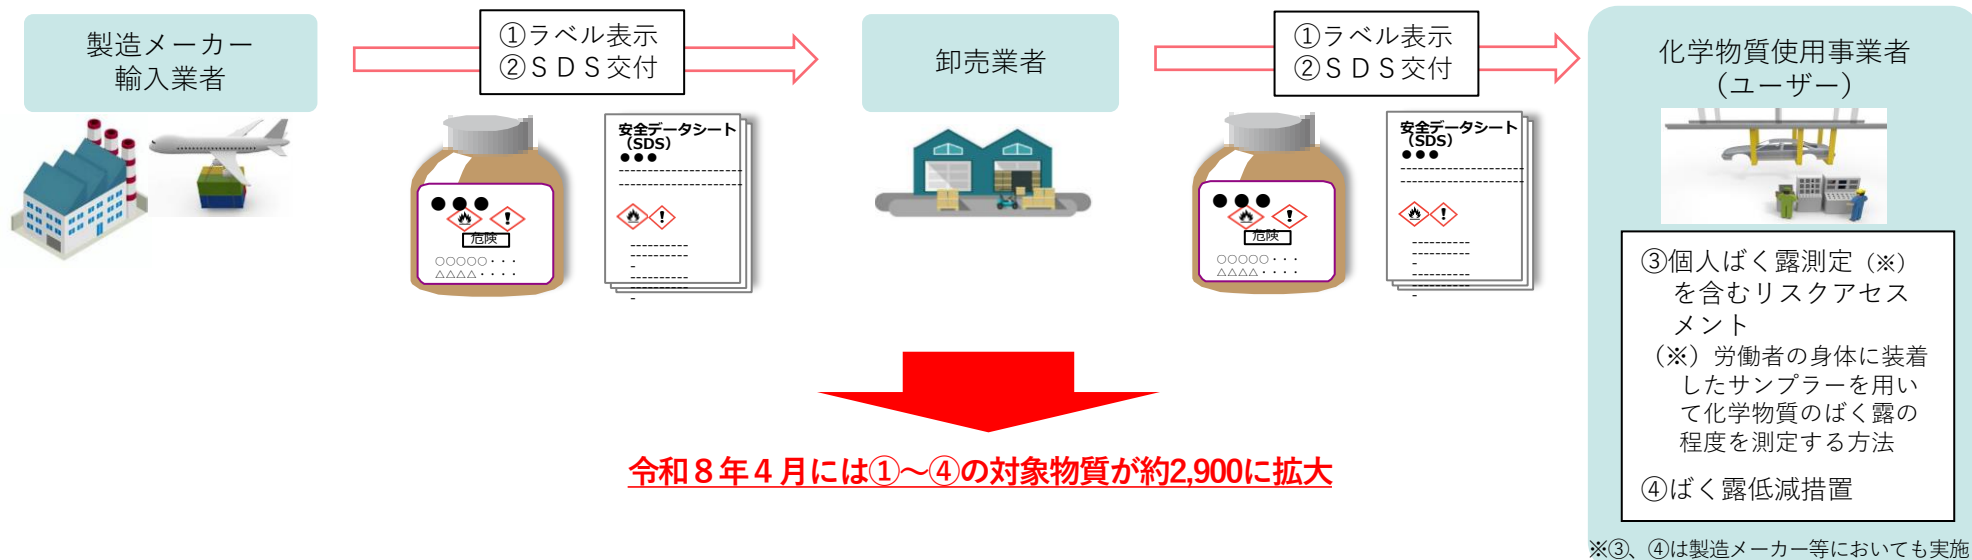 製造メーカー
輸入業者
①ラベル表示
②ＳＤＳ交付
卸売業者
①ラベル表示
②ＳＤＳ交付
化学物質使用事業者
（ユーザー）
安全データシート
（SDS）
●●●
●●●
危険
○○○○○・・・
△△△△・・・・
安全データシート
（SDS）
●●●
●●●
危険
○○○○○・・・
△△△△・・・・
③個人ばく露測定（※）
を含むリスクアセス
メント
（※）労働者の身体に装着
したサンプラーを用い
て化学物質のばく露の
程度を測定する方法
④ばく露低減措置
※③、④は製造メーカー等においても実施
令和８年４月には①～④の対象物質が約2,900に拡大